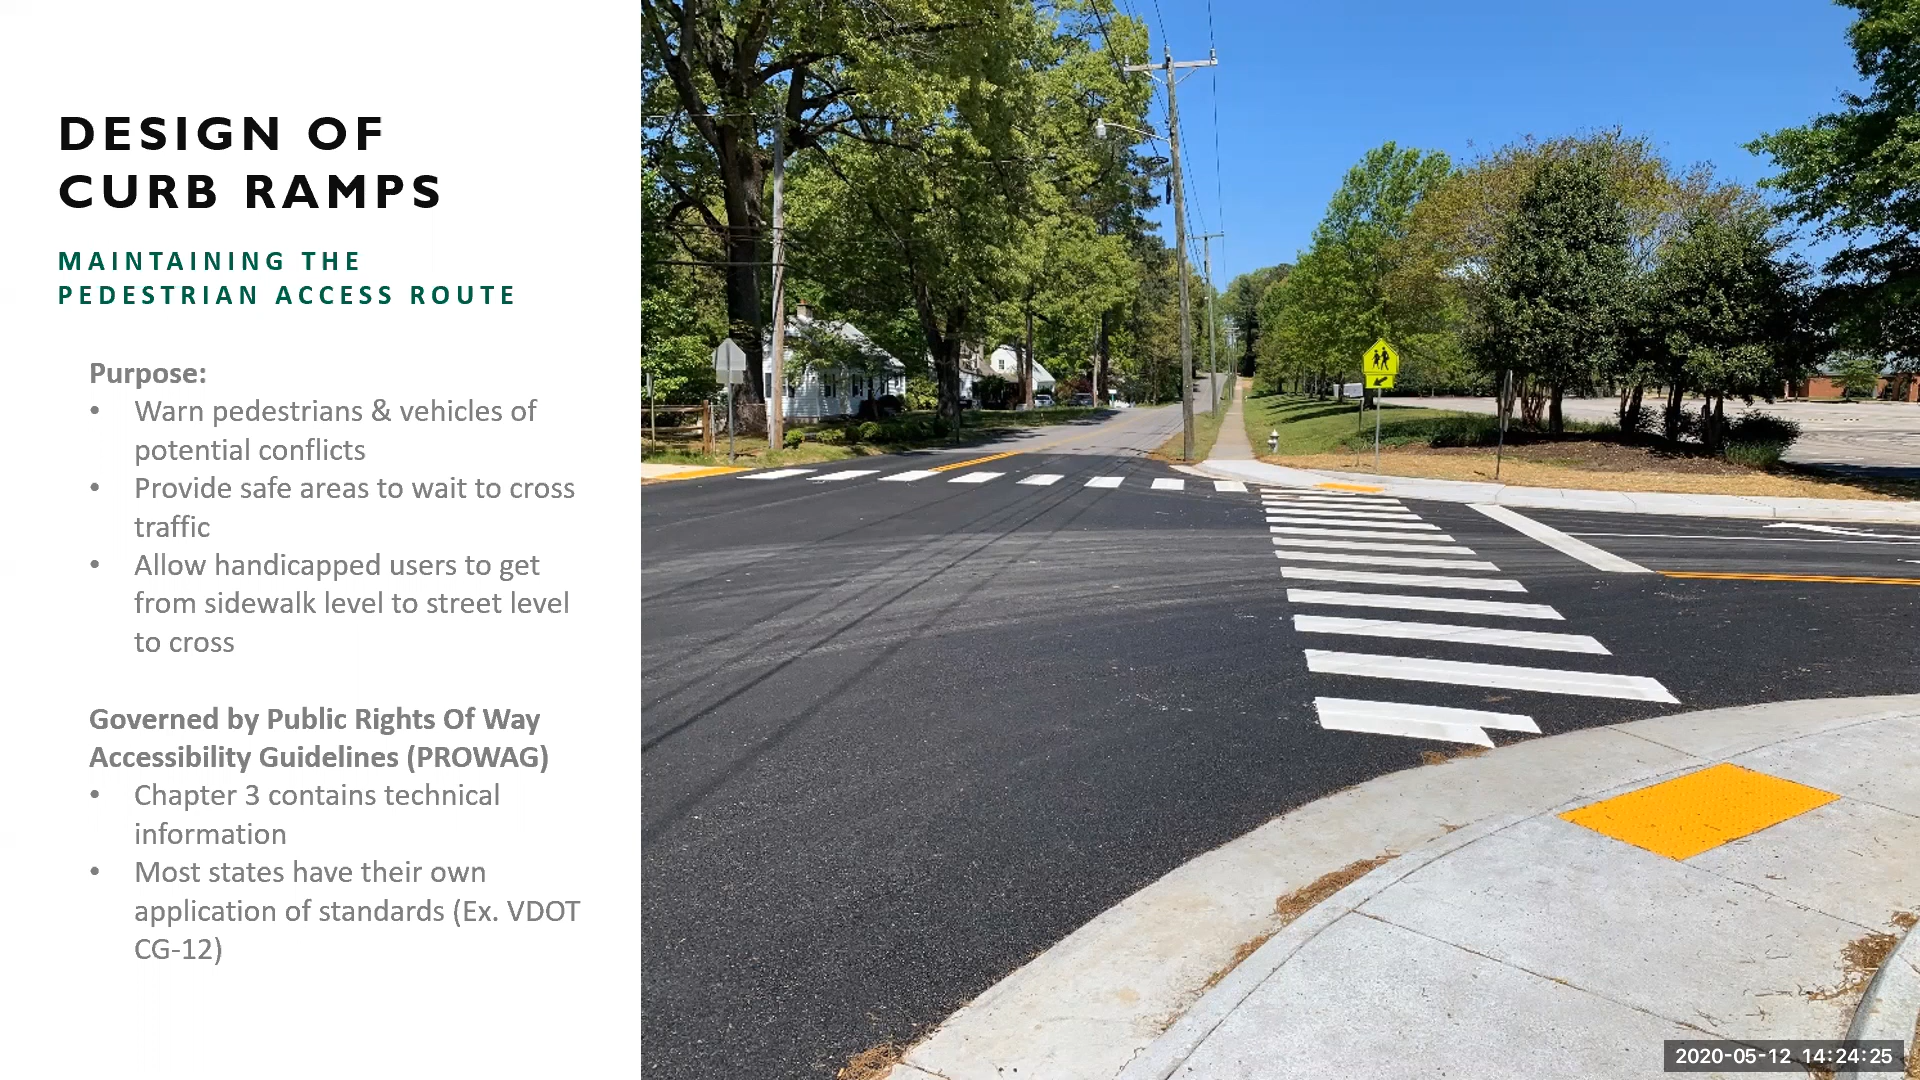 DESIGN OF
CURB RAMPS
MAINTAINING THE
PEDESTRIAN ACCESS ROUTE
Purpose:
• Warn pedestrians & vehicles of
potential conflicts
• Provide safe areas to wait to cross
traffic
• Allow handicapped users to get
from sidewalk level to street level
to cross
Governed by Public Rights Of Way
Accessibility Guidelines (PROWAG)
• Chapter 3 contains technical
information
• Most states have their own
application of standards (Ex. VDOT
CG-12)
2020-05-12 14:24:25